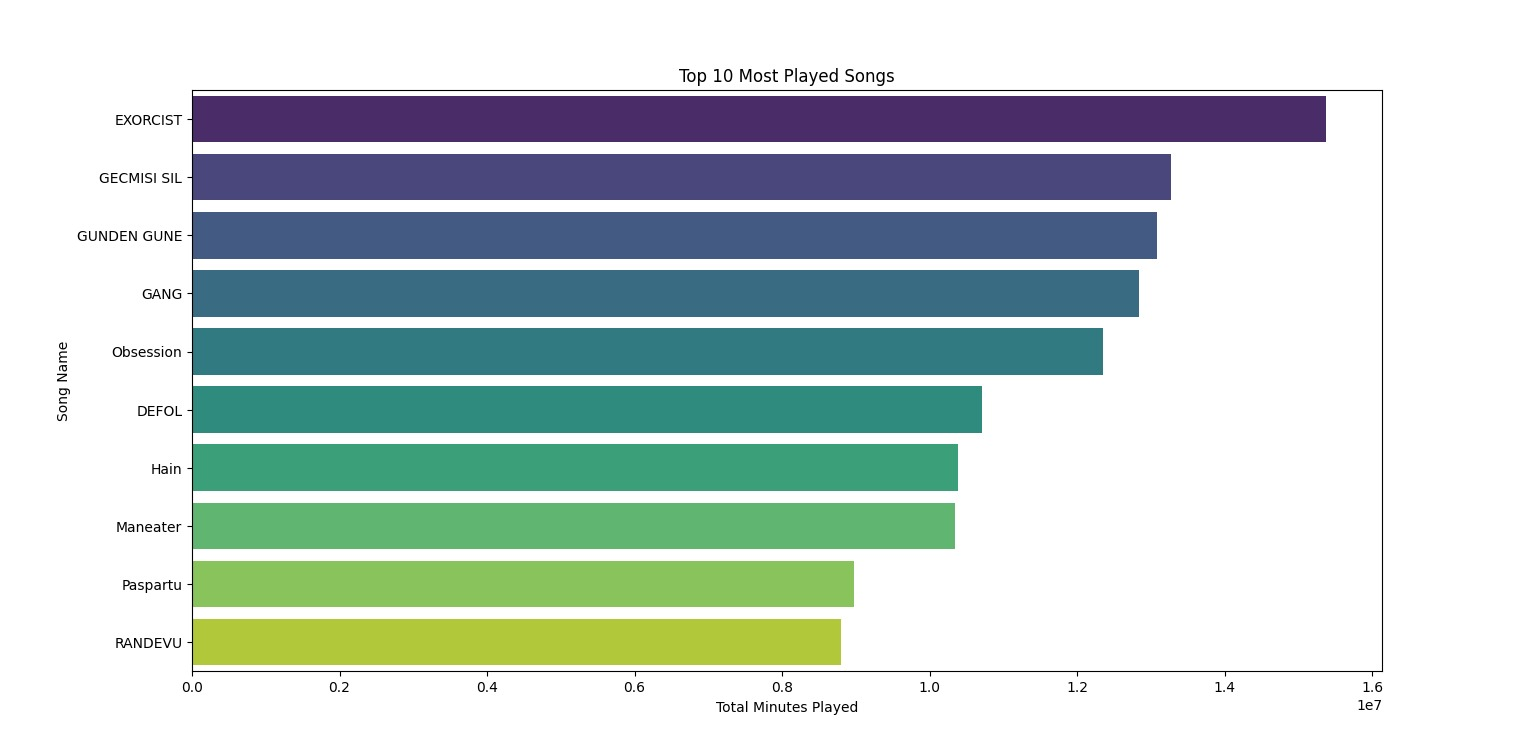 Top 10 Most Played Songs
EXORCIST
GECMISI SIL
GUNDEN GUNE
GANG
Obsession
DEFOL
Hain
Maneater
Paspartu
RANDEVU
Song Name
0.0 0.2 0.4 0.6 0.8 1.0 1.2 1.4 1.6
1e7
Total Minutes Played